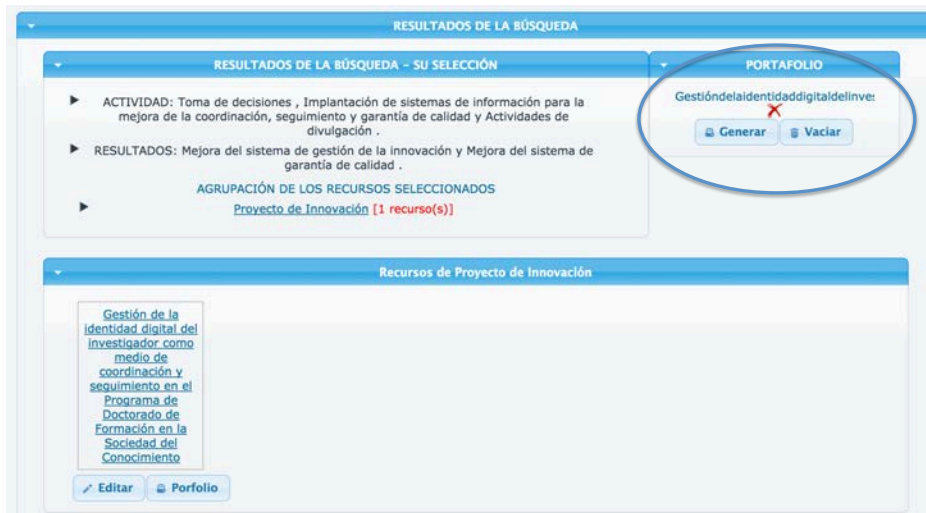 RESULTADOS DE LA BÚSQUEDA
RESULTADOS DE LA BÚSQUEDA - SU SELECCIÓN
ACTIVIDAD: Toma de decisiones , Implantación de sistemas de información para la
mejora de la coordinación, seguimiento y garantía de calidad y Actividades de
divulgación .
RESULTADOS: Mejora del sistema de gestión de la innovación y Mejora del sistema de
garantía de calidad .
AGRUPACIÓN DE LOS RECURSOS SELECCIONADOS
Proyecto de Innovación [1 recurso(s)]
PORTAFOLIO
Gestióndelaidentidaddigitaldelinves
Generar Vaciar
Recursos de Proyecto de Innovación
Gestión de la
identidad digital del
investigador como
medio de
coordinación y
seguimiento en el
Programa de
Doctorado de
Formación en la
Sociedad del
Conocimiento
Editar Porfolio